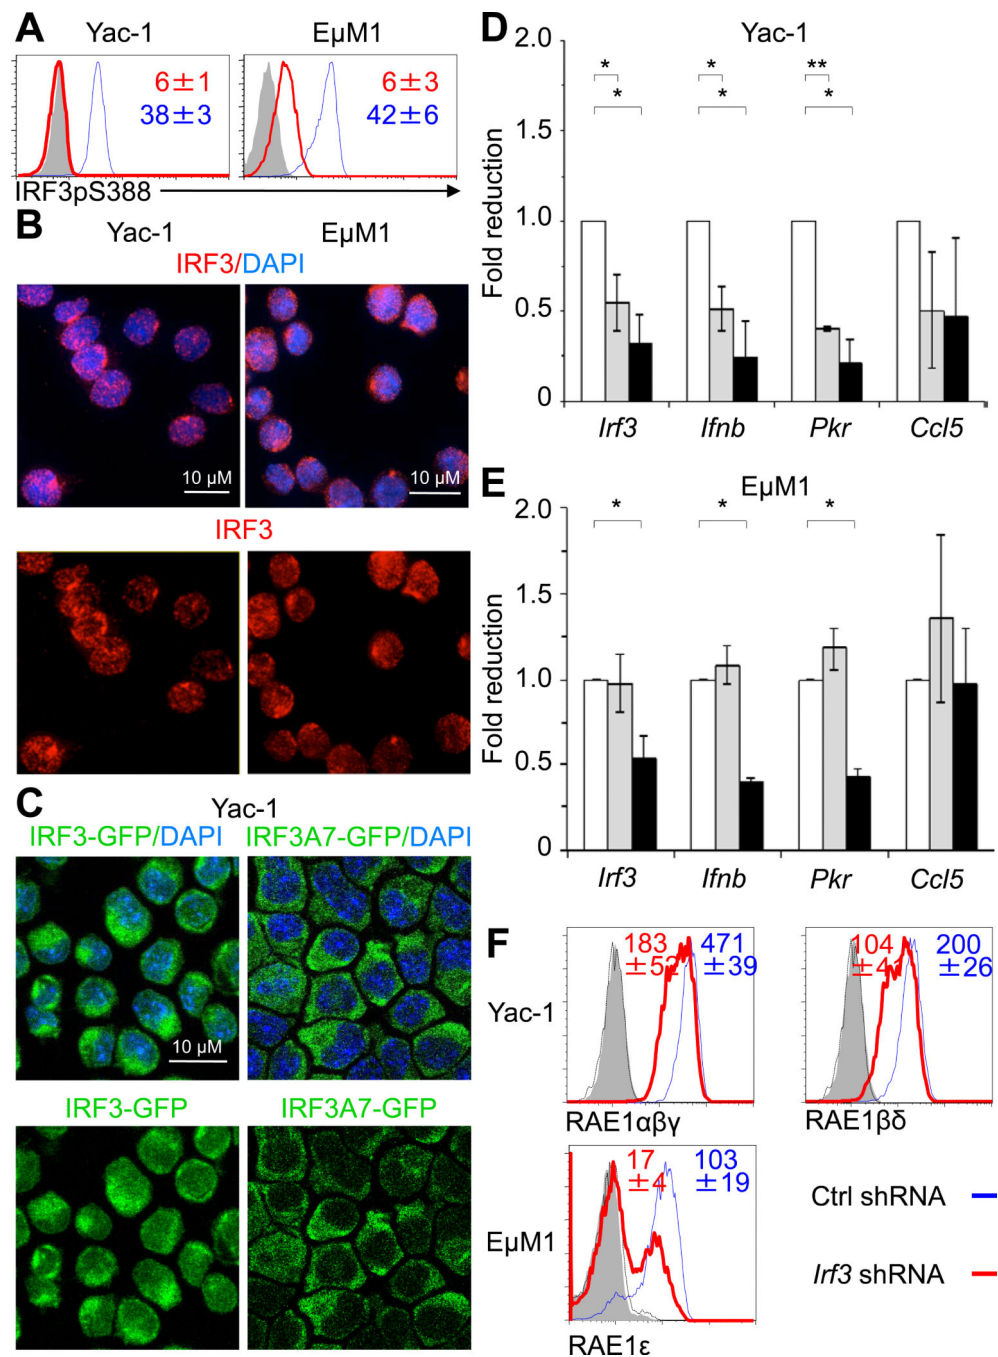 A
Yac-1
EµM1
6±1
38±3
6±3
42±6
IRF3pS388
B
Yac-1
EµM1
IRF3/DAPI
10 µM
10 µM
IRF3
C
Yac-1
IRF3-GFP/DAPI
IRF3A7-GFP/DAPI
10 µM
IRF3-GFP
IRF3A7-GFP
D
Yac-1
Fold reduction
2.0
1.5
1.0
0.5
0
*
*
*
*
**
*
Irf3
Ifnb
Pkr
Ccl5
E
EµM1
Fold reduction
2.0
1.5
1.0
0.5
0
*
*
*
Irf3
Ifnb
Pkr
Ccl5
F
Yac-1
183
±52
471
±39
RAE1αβγ
104
200
±26
RAE1βδ
EµM1
17
±4
103
±19
RAE1ε
Ctrl shRNA
Irf3 shRNA